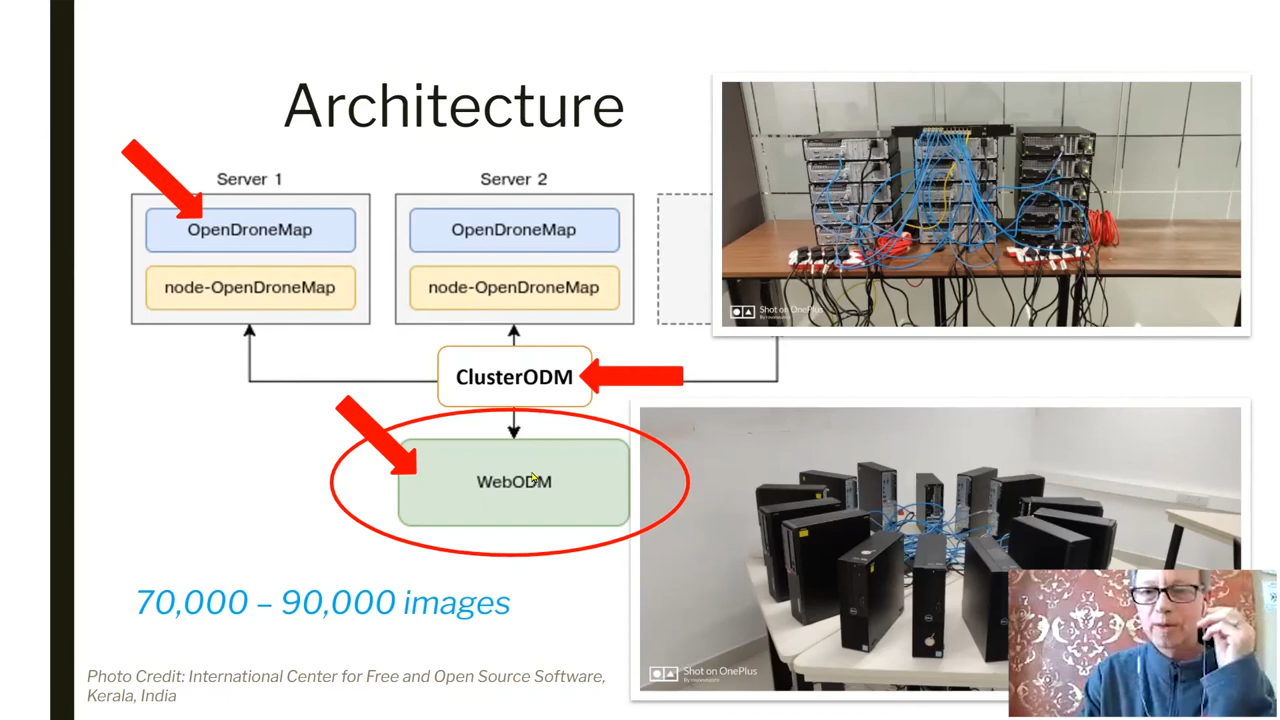 Architecture
Server 1
Server 2
OpenDroneMap
OpenDroneMap
node-OpenDroneMap
node-OpenDroneMap
ClusterODM
WebODM
70,000 – 90,000 images
Photo Credit: International Center for Free and Open Source Software,
Kerala, India
Shot on OnePlus
Shot on OnePlus